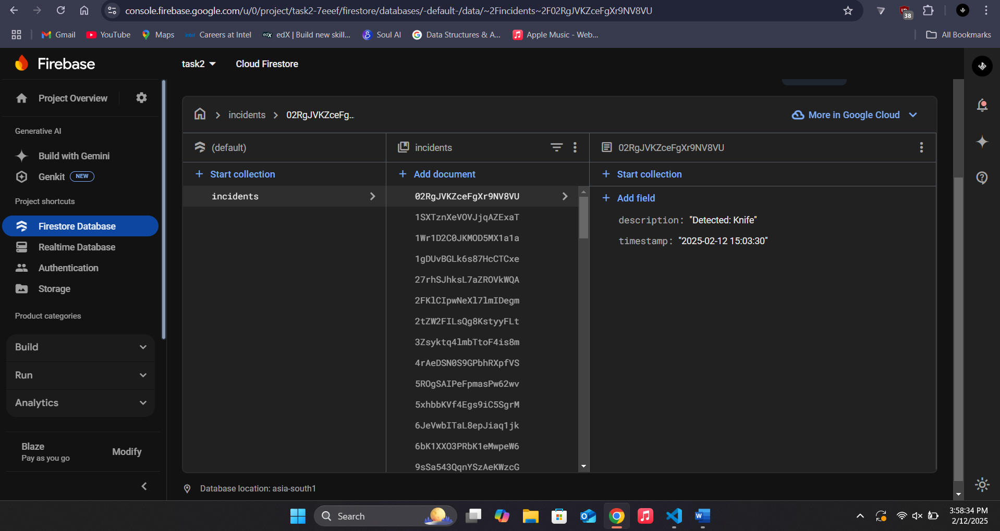 console.firebase.google.com/u/0/project/task2-7eeef/firestore/databases/-default-/data/~2Fincidents~2F02RgJVKZceFgXr9NV8VU
38
Gmail YouTube Maps intel Careers at Intel edX edX | Build new skill... Soul AI Data Structures & A... Apple Music - Web... All Bookmarks
Firebase task2 Cloud Firestore
Project Overview
Generative AI
Build with Gemini
Genkit NEW
Project shortcuts
Firestore Database
Realtime Database
Authentication
Storage
Product categories
Build
Run
Analytics
Blaze
Pay as you go
Modify
incidents 02RgJVKZceFg... More in Google Cloud
(default)
Start collection
incidents
incidents
Add document
02RgJVKZceFgXr9NV8VU
1SXTznXeVOVJjqAZExaT
1Wr1D2C0JKMOD5MX1a1a
1gDUvBGLk6s87HcCTCxe
27rhSJhksL7aZROVkWQA
2FKlCIpwNeXl7lmIDegm
2tZW2FILsQg8KstyyFLt
3Zsyktq4lmbTtoF4is8m
4rAeDSN0S9GPbhRXpfVS
5ROgSAIPeFpmasPw62wv
5xhbbKVf4Egs9iC5SgrM
6JeVwbITaL8epJiaq1jk
6bK1XXO3PRbK1eMwpeW6
9sSa543QqnYSzAeKWzcG
02RgJVKZceFgXr9NV8VU
Start collection
Add field
description: "Detected: Knife"
timestamp: "2025-02-12 15:03:30"
Database location: asia-south1
Search
3:58:34 PM
2/12/2025